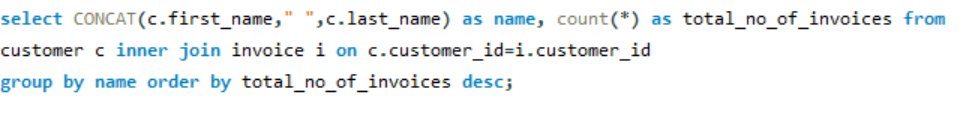 select CONCAT(c.first_name," ",c.last_name) as name, count(*) as total_no_of_invoices from
customer c inner join invoice i on c.customer_id=i.customer_id
group by name order by total_no_of_invoices desc;